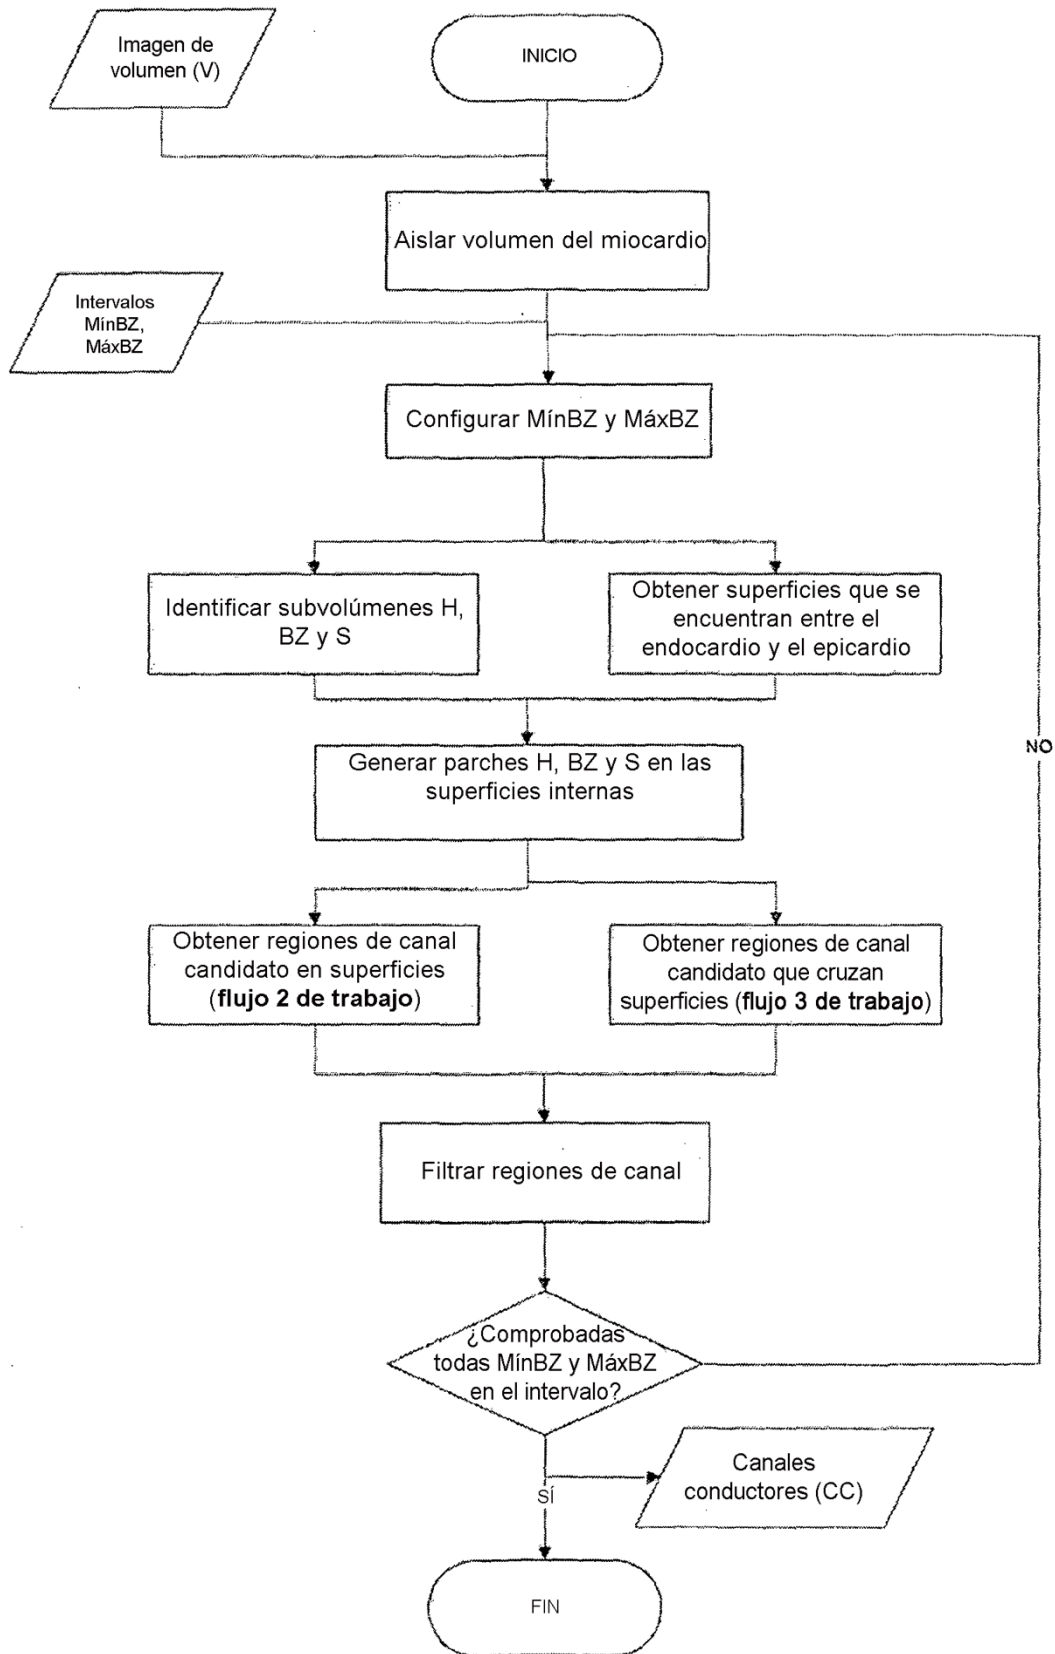 Imagen de
volumen (V)
INICIO
Aislar volumen del miocardio
Intervalos
MínBZ,
MáxBZ
Configurar MínBZ y MáxBZ
Identificar subvolúmenes H,
BZ y S
Obtener superficies que se
encuentran entre el
endocardio y el epicardio
Generar parches H, BZ y S en las
superficies internas
NO
Obtener regiones de canal
candidato en superficies
(flujo 2 de trabajo)
Obtener regiones de canal
candidato que cruzan
superficies (flujo 3 de trabajo)
Filtrar regiones de canal
¿Comprobadas
todas MínBZ y MáxBZ
en el intervalo?
Canales
conductores (CC)
SÍ
FIN